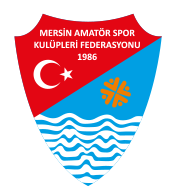 MERSİN AMATÖR SPOR
KULÜPLERİ FEDERASYONU
1986